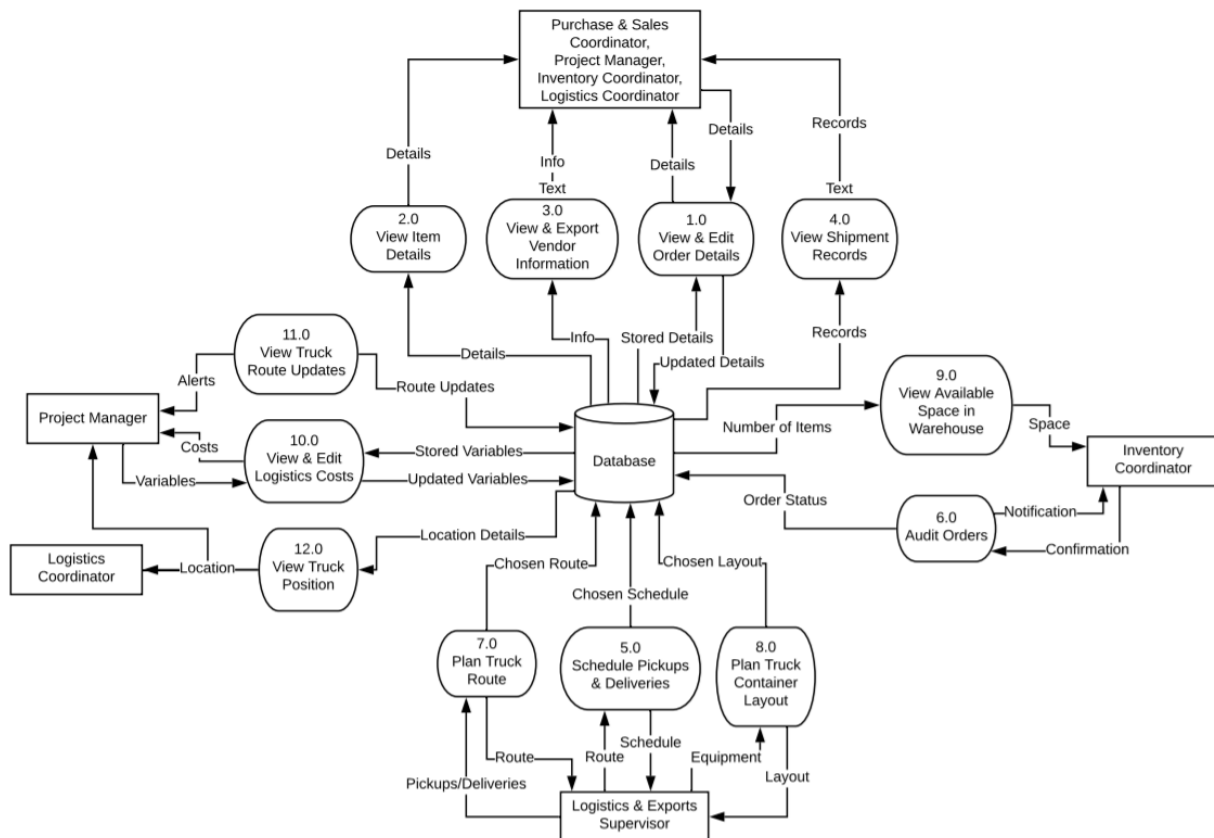 Purchase & Sales
Coordinator,
Project Manager,
Inventory Coordinator,
Logistics Coordinator
Details
Records
Details
Info
Details
Text
Text
2.0
View Item
Details
3.0
View & Export
Vendor
Information
1.0
View & Edit
Order Details
4.0
View Shipment
Records
Info
Stored Details
Records
Details
Updated Details
11.0
View Truck
Route Updates
Alerts
Route Updates
9.0
View Available
Space in
Warehouse
Project Manager
Number of Items
Space
Costs
10.0
View & Edit
Logistics Costs
Stored Variables
Database
Inventory
Coordinator
Variables
Updated Variables
Order Status
6.0
Audit Orders
Notification
Confirmation
Location Details
Logistics
Coordinator
Location
12.0
View Truck
Position
Chosen Route
Chosen Layout
Chosen Schedule
7.0
Plan Truck
Route
5.0
Schedule Pickups
& Deliveries
8.0
Plan Truck
Container
Layout
Schedule
Route
Route
Equipment
Pickups/Deliveries
Layout
Logistics & Exports
Supervisor